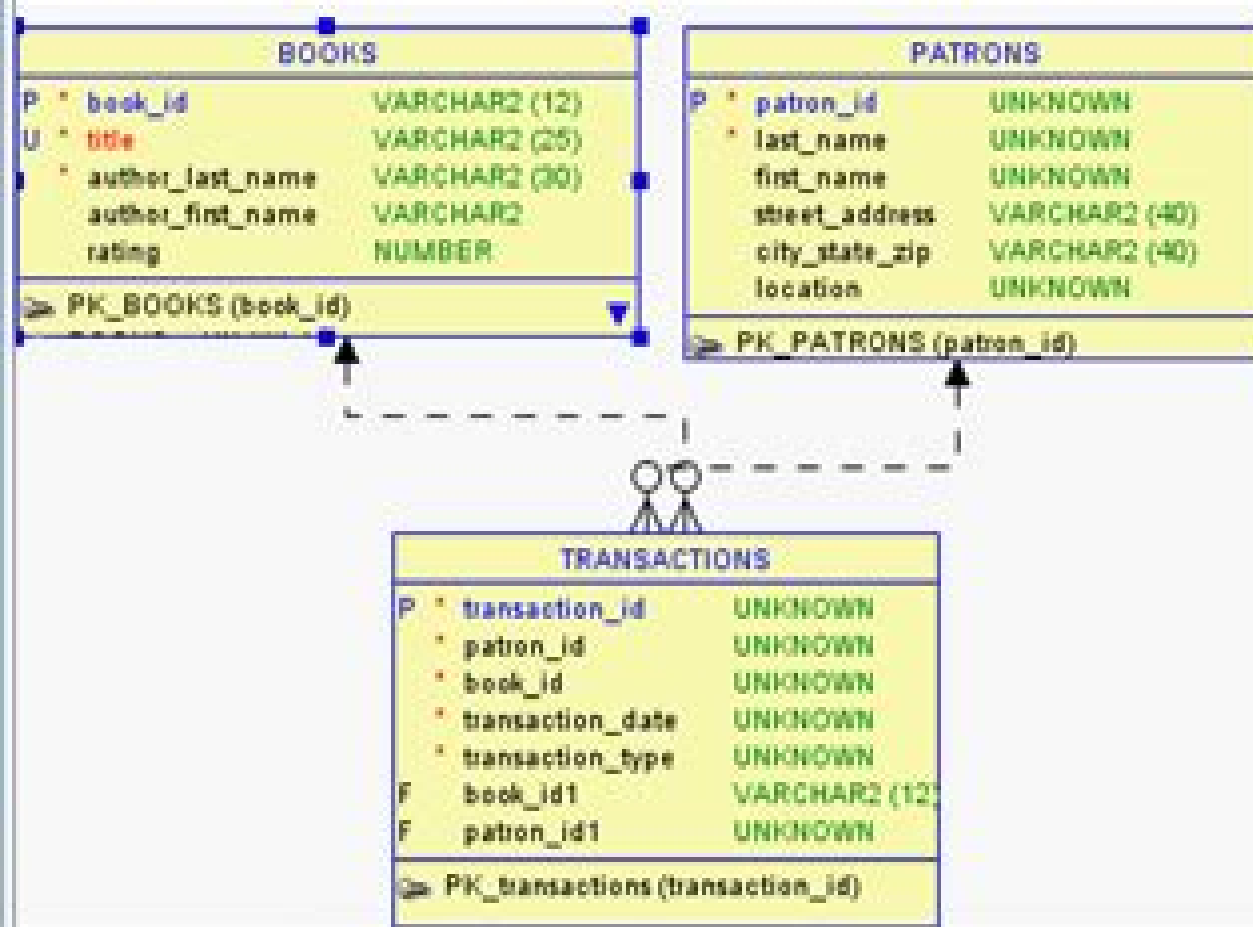 BOOKS
P * book_id VARCHAR2 (12)
U * title VARCHAR2 (25)
* author_last_name VARCHAR2 (30)
author_first_name VARCHAR2
rating NUMBER
PK_BOOKS (book_id)
PATRONS
P * patron_id UNKNOWN
* last_name UNKNOWN
first_name UNKNOWN
street_address VARCHAR2 (40)
city_state_zip VARCHAR2 (40)
location UNKNOWN
PK_PATRONS (patron_id)
TRANSACTIONS
P * transaction_id UNKNOWN
* patron_id UNKNOWN
* book_id UNKNOWN
* transaction_date UNKNOWN
* transaction_type UNKNOWN
F book_id1 VARCHAR2 (12)
F patron_id1 UNKNOWN
PK_transactions (transaction_id)